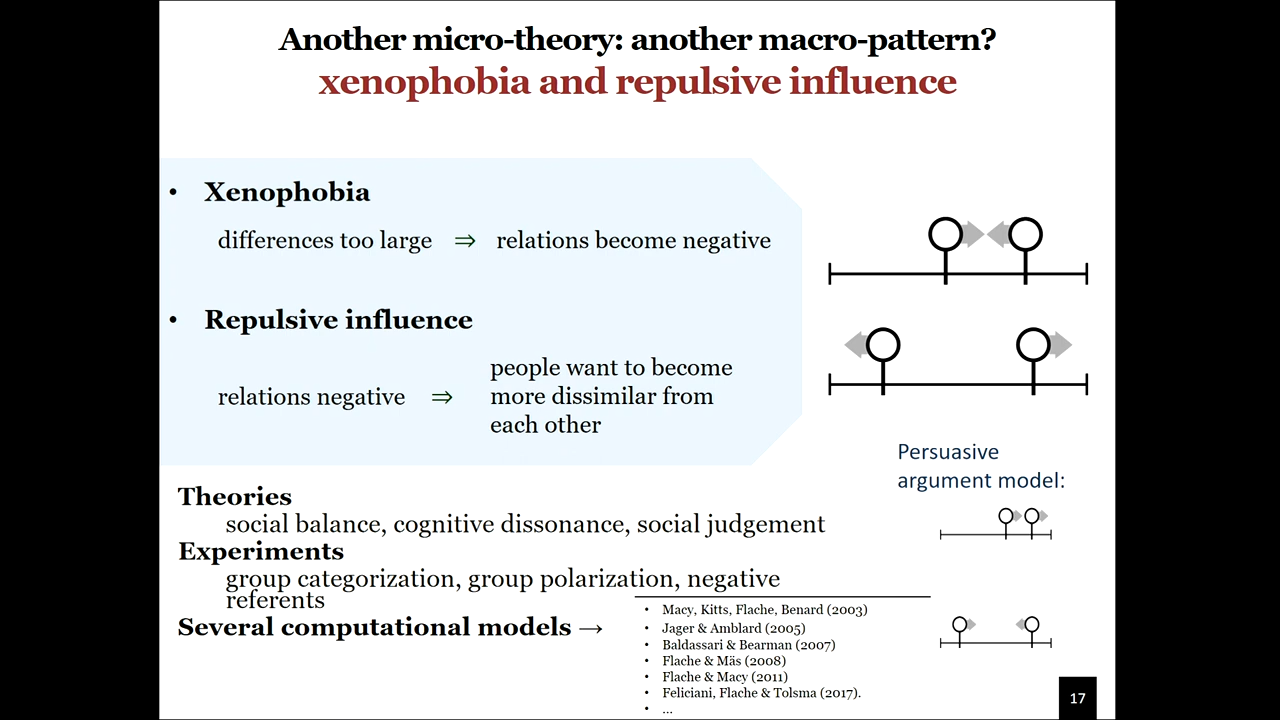 Another micro-theory: another macro-pattern?
xenophobia and repulsive influence
• Xenophobia
differences too large ⇒ relations become negative
• Repulsive influence
relations negative ⇒ people want to become
more dissimilar from
each other
Persuasive
argument model:
Theories
social balance, cognitive dissonance, social judgement
Experiments
group categorization, group polarization, negative
referents
Several computational models →
• Macy, Kitts, Flache, Benard (2003)
• Jager & Amblard (2005)
• Baldassari & Bearman (2007)
• Flache & Mäs (2008)
• Flache & Macy (2011)
• Feliciani, Flache & Tolsma (2017).
• ...
17